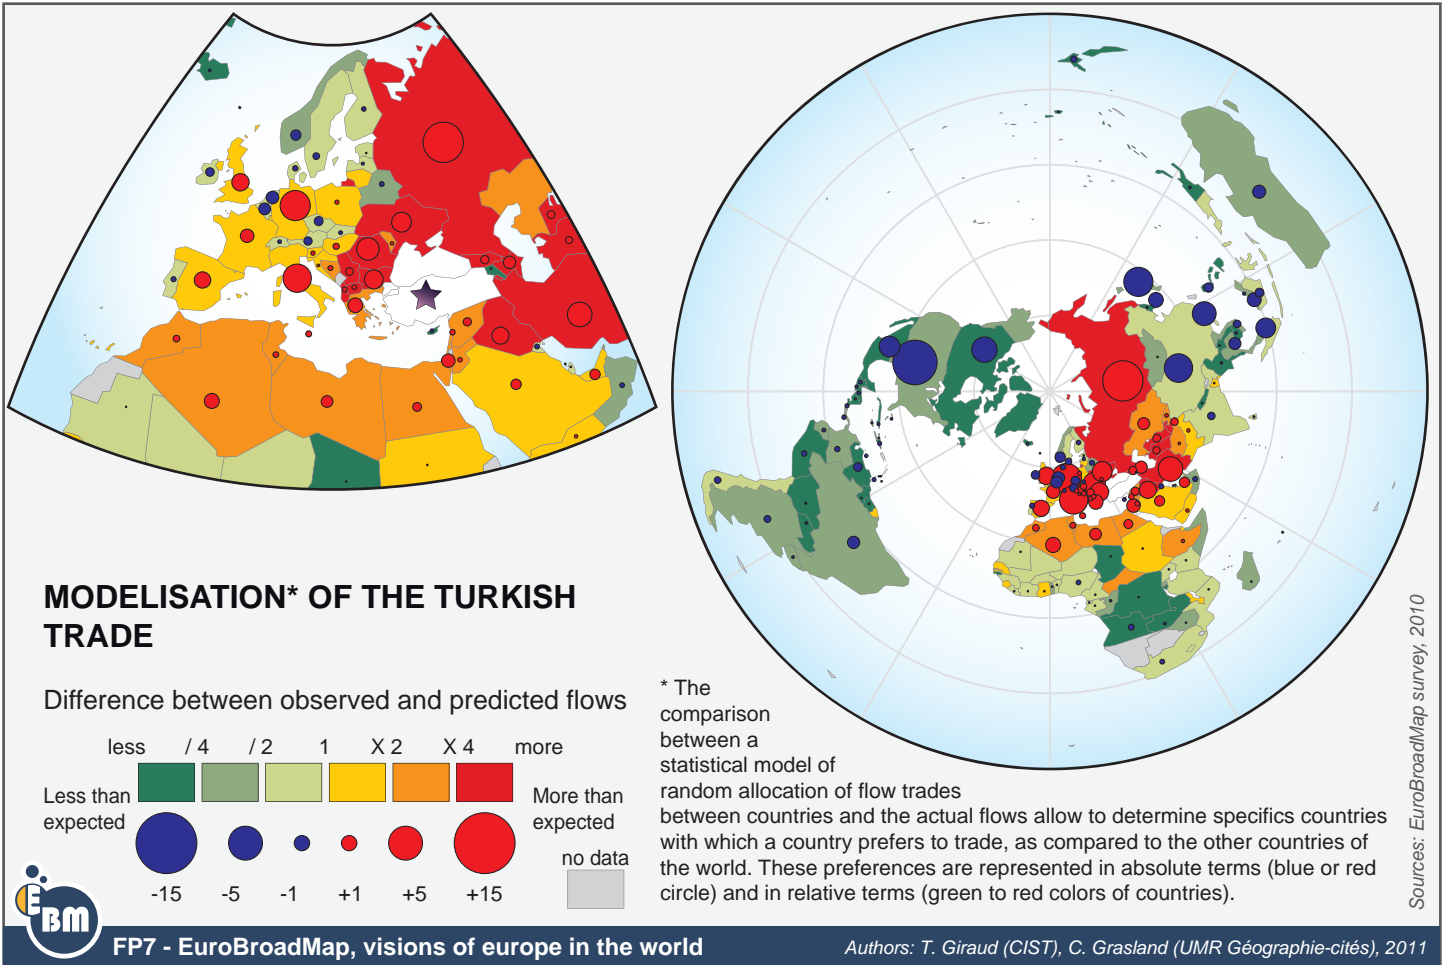 MODELISATION* OF THE TURKISH
TRADE
Difference between observed and predicted flows
less / 4 / 2 1 X 2 X 4 more
Less than
expected
More than
expected
-15 -5 -1 +1 +5 +15
no data
* The
comparison
between a
statistical model of
random allocation of flow trades
between countries and the actual flows allow to determine specifics countries
with which a country prefers to trade, as compared to the other countries of
the world. These preferences are represented in absolute terms (blue or red
circle) and in relative terms (green to red colors of countries).
Sources: EuroBroadMap survey, 2010
EBM
FP7 - EuroBroadMap, visions of europe in the world
Authors: T. Giraud (CIST), C. Grasland (UMR Géographie-cités), 2011